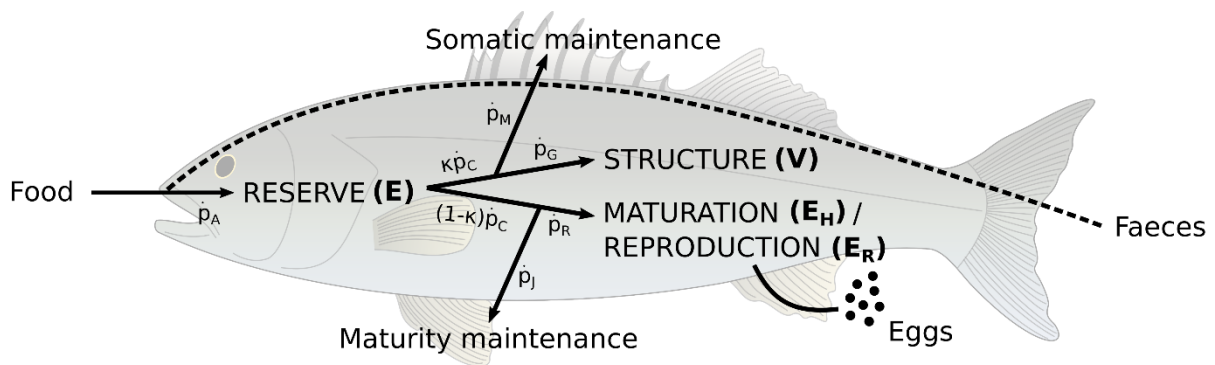 Somatic maintenance
ṗM
κṗC
ṗG
STRUCTURE (V)
Food
ṗA
RESERVE (E)
(1-κ)ṗC
ṗR
MATURATION (EH) /
REPRODUCTION (ER)
Faeces
ṗJ
Maturity maintenance
Eggs